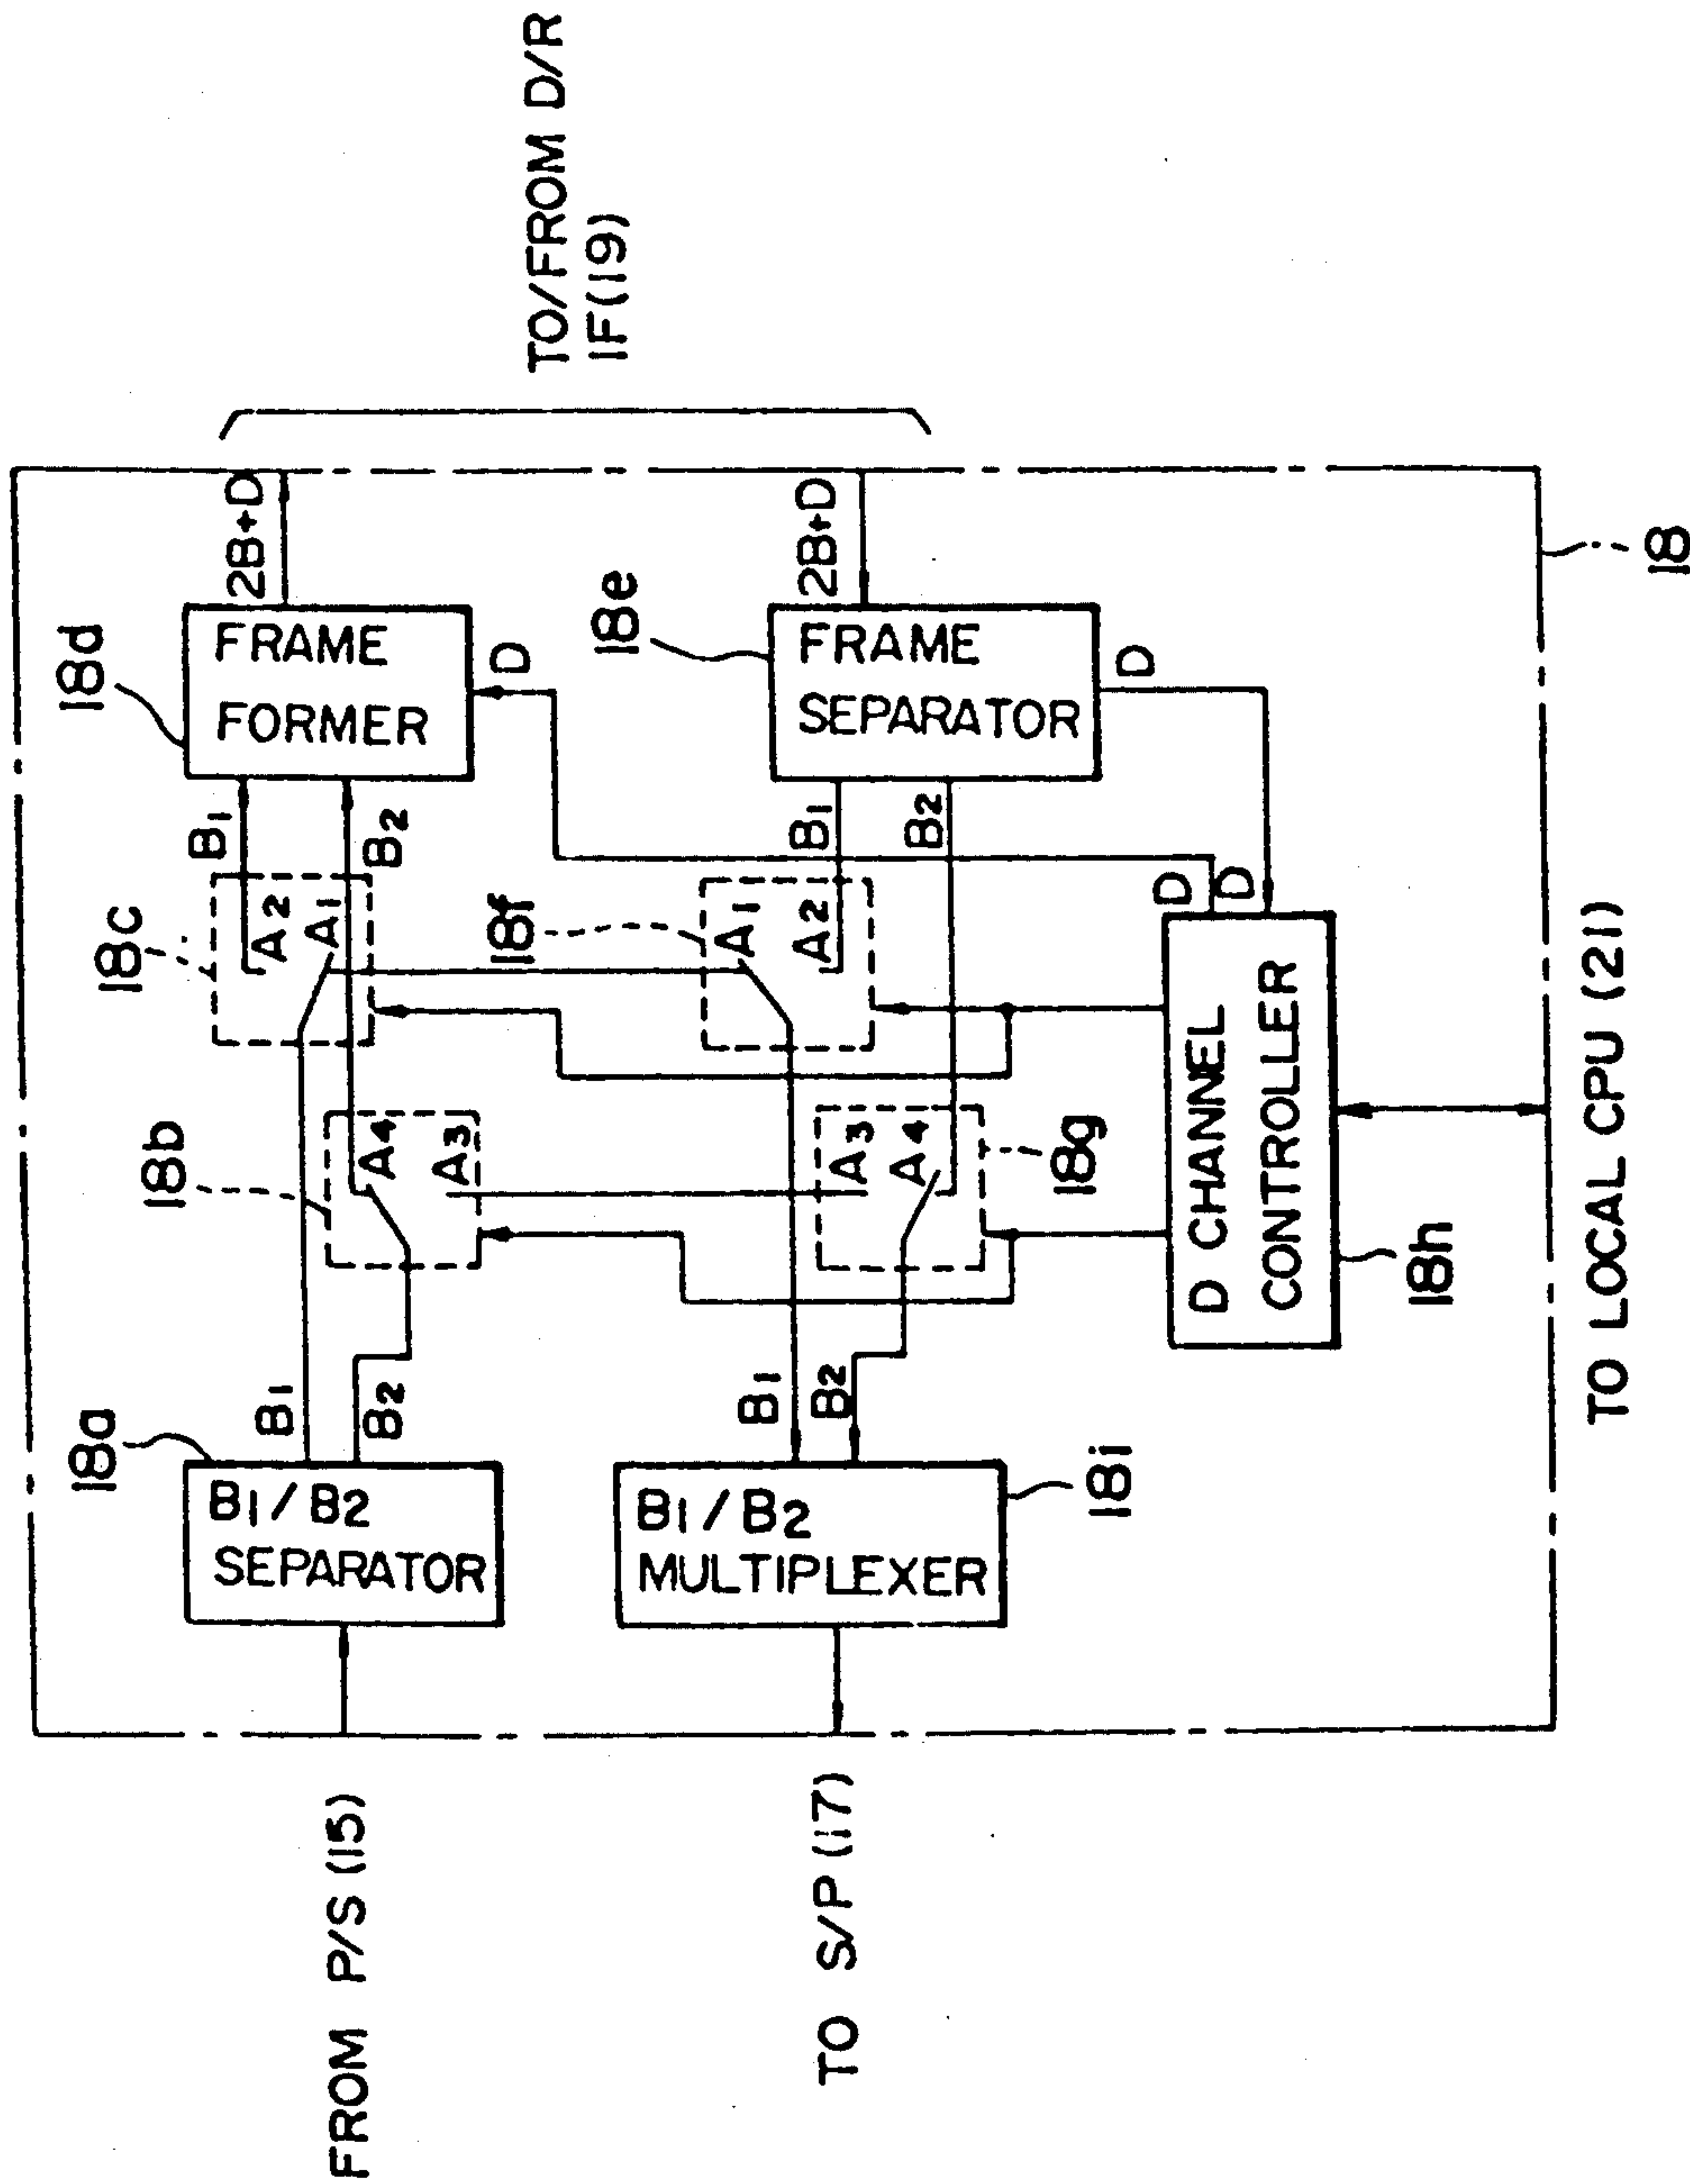 18a
B1/B2
SEPARATOR
B1
B2
18b
A4
A3
18c
A2
A1
B1
B2
18d
FRAME
FORMER
2B+D
D
TO/FROM D/R
IF(19)
FROM P/S (15)
TO S/P (17)
B1/B2
MULTIPLEXER
18i
B1
B2
A3
A4
18g
18f
A1
A2
B1
B2
18e
FRAME
SEPARATOR
2B+D
D
D
D
D CHANNEL
CONTROLLER
18h
TO LOCAL CPU (21)
18